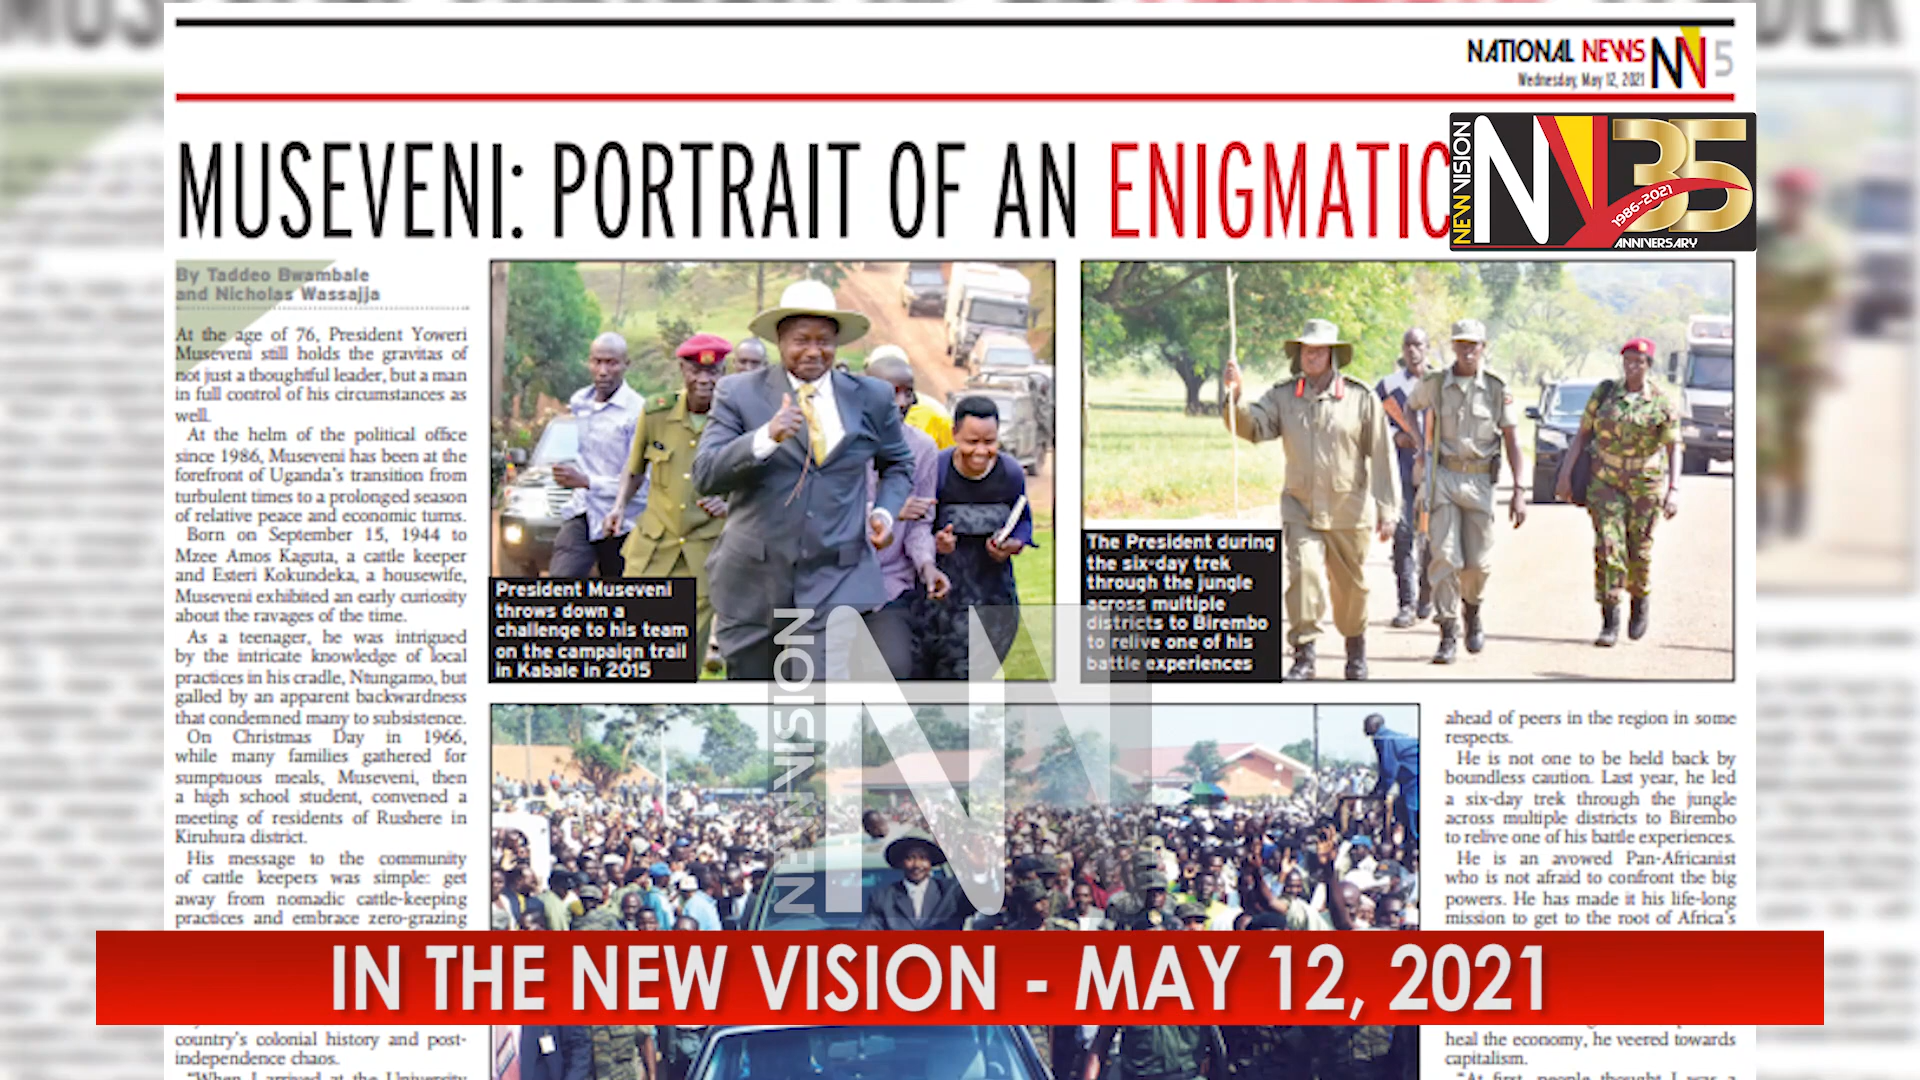 NATIONAL NEWS
5
Wednesday, May 12, 2021
MUSEVENI: PORTRAIT OF AN ENIGMATIC
NEW VISION
35
1986-2021
ANNIVERSARY
By Taddeo Bwambale
and Nicholas Wassajja
At the age of 76, President Yoweri
Museveni still holds the gravitas of
not just a thoughtful leader, but a man
in full control of his circumstances as
well.
At the helm of the political office
since 1986, Museveni has been at the
forefront of Uganda's transition from
turbulent times to a prolonged season
of relative peace and economic turns.
Born on September 15, 1944 to
Mzee Amos Kaguta, a cattle keeper
and Esteri Kokundeka, a housewife,
Museveni exhibited an early curiosity
about the ravages of the time.
As a teenager, he was intrigued
by the intricate knowledge of local
practices in his cradle, Ntungamo, but
galled by an apparent backwardness
that condemned many to subsistence.
On Christmas Day in 1966,
while many families gathered for
sumptuous meals, Museveni, then
a high school student, convened a
meeting of residents of Rushere in
Kiruhura district.
His message to the community
of cattle keepers was simple: get
away from nomadic cattle-keeping
practices and embrace zero-grazing
country's colonial history and post-
independence chaos.
"When I arrived at the University
President Museveni
throws down a
challenge to his team
on the campaign trail
in Kabale in 2015
The President during
the six-day trek
through the jungle
across multiple
districts to Birembo
to relive one of his
battle experiences
NEW VISION
ahead of peers in the region in some
respects.
He is not one to be held back by
boundless caution. Last year, he led
a six-day trek through the jungle
across multiple districts to Birembo
to relive one of his battle experiences.
He is an avowed Pan-Africanist
who is not afraid to confront the big
powers. He has made it his life-long
mission to get to the root of Africa's
heal the economy, he veered towards
capitalism.
"At first, people thought I was a
IN THE NEW VISION - MAY 12, 2021